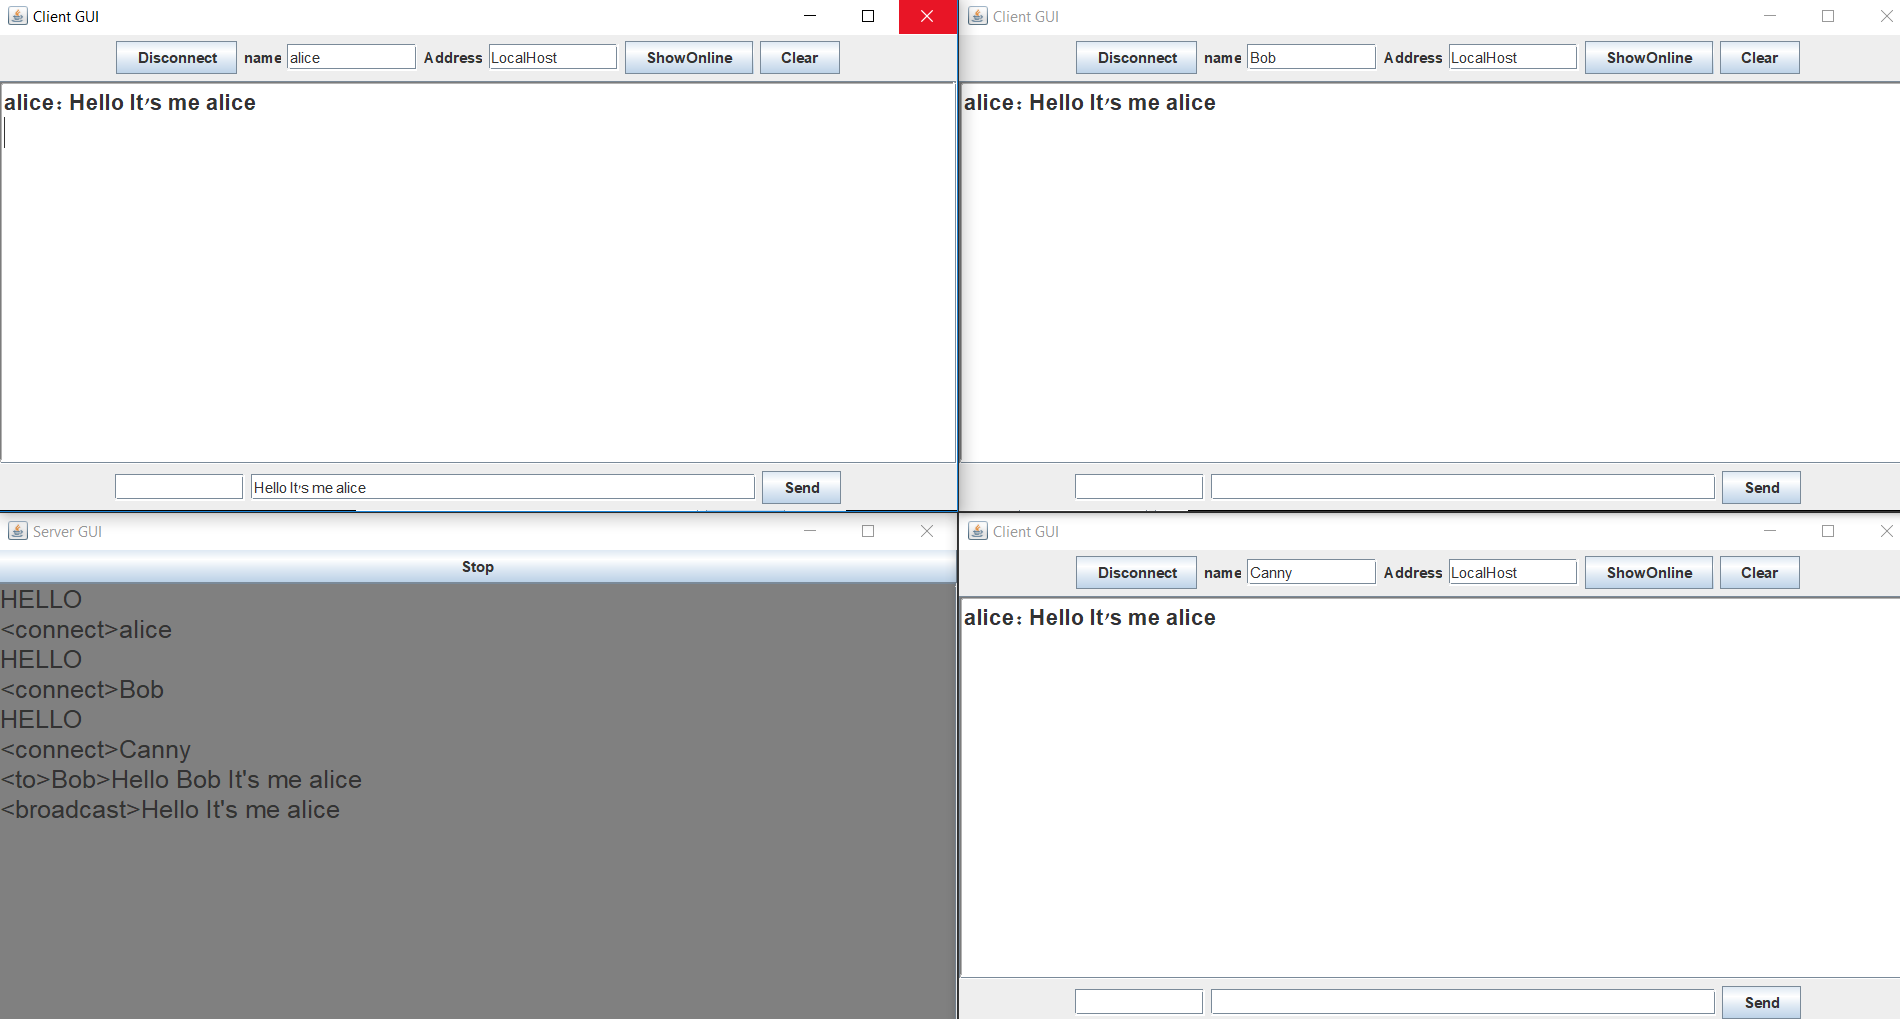 Client GUI
Disconnect name alice Address LocalHost ShowOnline Clear
alice: Hello It's me alice
Hello It's me alice Send
Client GUI
Disconnect name Bob Address LocalHost ShowOnline Clear
alice: Hello It's me alice
Send
Server GUI
Stop
HELLO
<connect>alice
HELLO
<connect>Bob
HELLO
<connect>Canny
<to>Bob>Hello Bob It's me alice
<broadcast>Hello It's me alice
Client GUI
Disconnect name Canny Address LocalHost ShowOnline Clear
alice: Hello It's me alice
Send